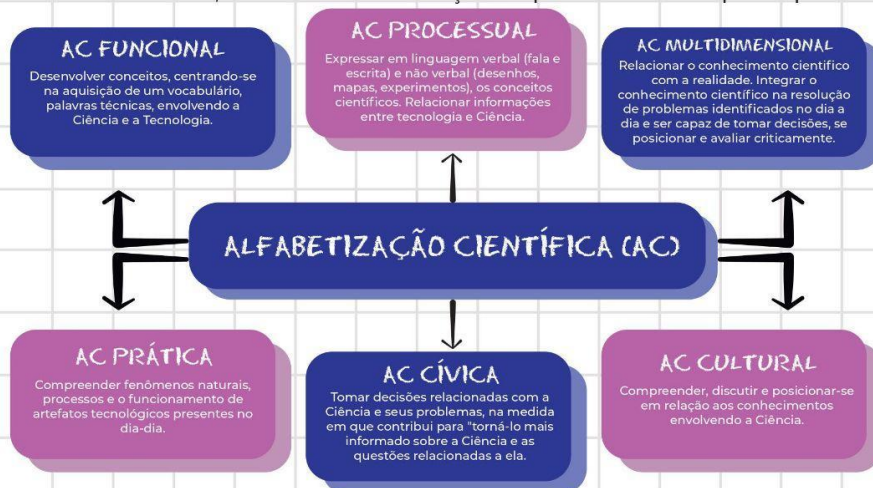 AC FUNCIONAL
Desenvolver conceitos, centrando-se
na aquisição de um vocabulário,
palavras técnicas, envolvendo a
Ciência e a Tecnologia.
AC PROCESSUAL
Expressar em linguagem verbal (fala e
escrita) e não verbal (desenhos,
mapas, experimentos), os conceitos
científicos. Relacionar informações
entre tecnologia e Ciência.
AC MULTIDIMENSIONAL
Relacionar o conhecimento científico
com a realidade. Integrar o
conhecimento científico na resolução
de problemas identificados no dia a
dia e ser capaz de tomar decisões, se
posicionar e avaliar criticamente.
ALFABETIZAÇÃO CIENTÍFICA (AC)
AC PRÁTICA
Compreender fenômenos naturais,
processos e o funcionamento de
artefatos tecnológicos presentes no
dia-dia.
AC CÍVICA
Tomar decisões relacionadas com a
Ciência e seus problemas, na medida
em que contribui para "torná-lo mais
informado sobre a Ciência e as
questões relacionadas a ela.
AC CULTURAL
Compreender, discutir e posicionar-se
em relação aos conhecimentos
envolvendo a Ciência.